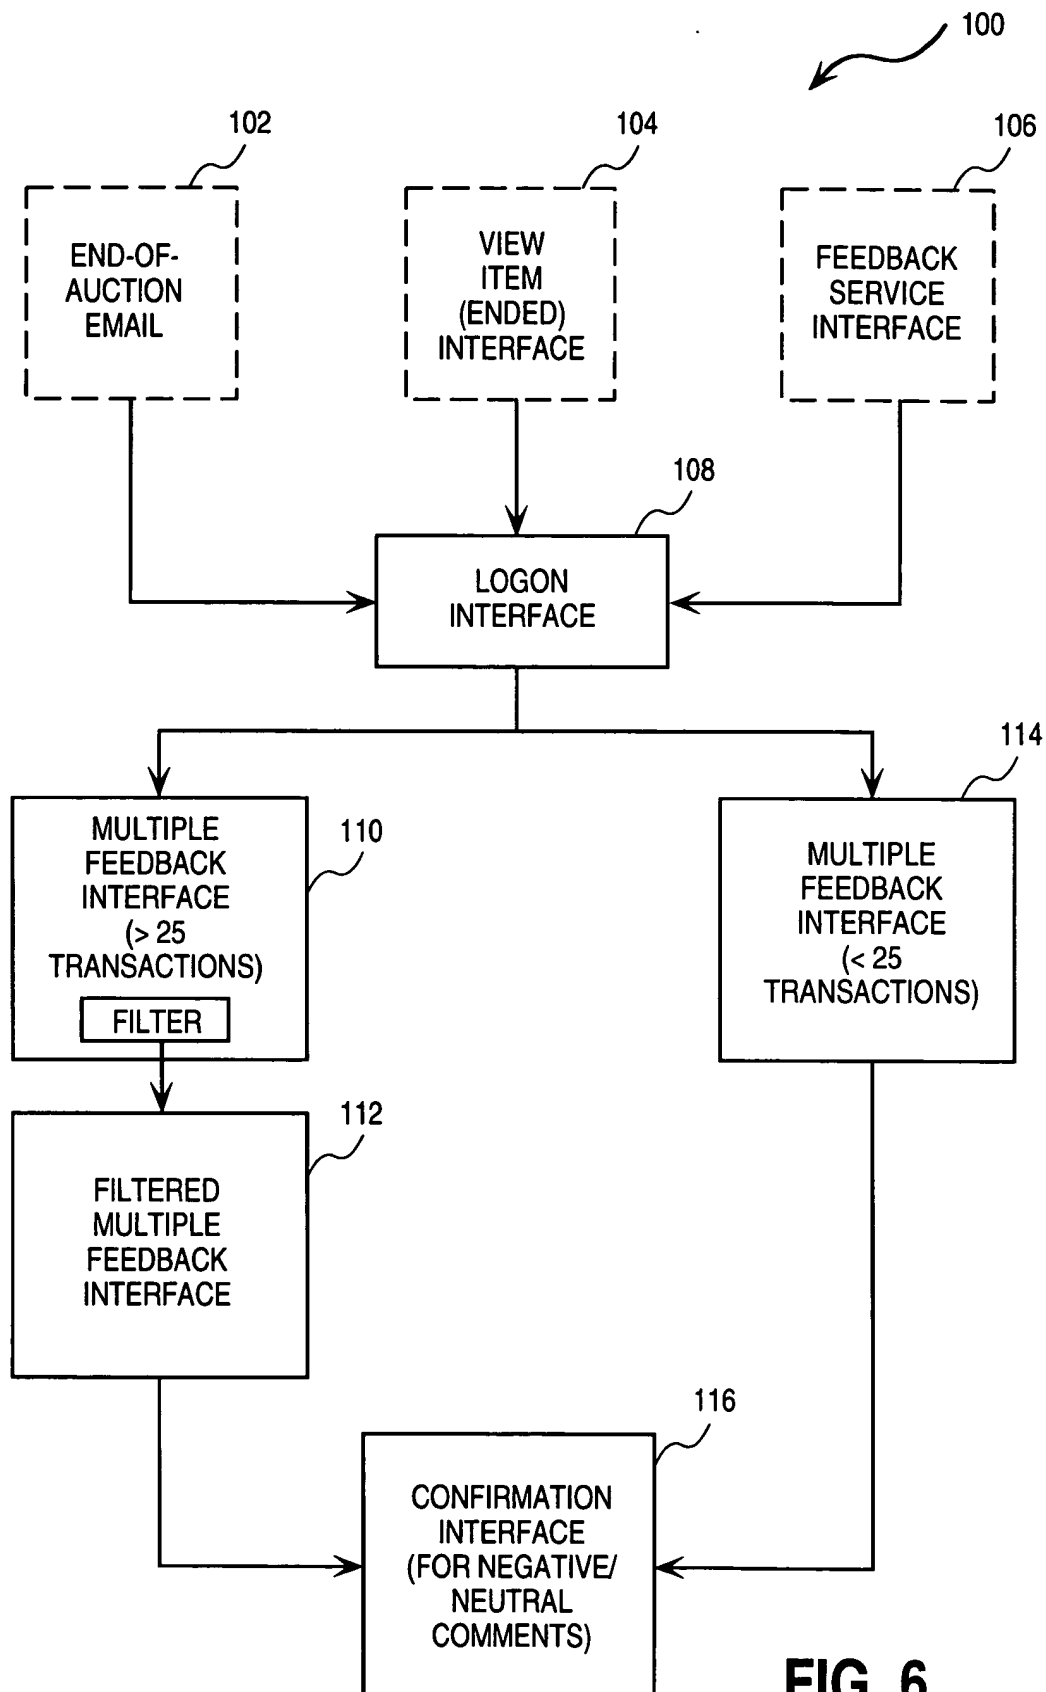 100
102
104
106
END-OF-
AUCTION
EMAIL
VIEW
ITEM
(ENDED)
INTERFACE
FEEDBACK
SERVICE
INTERFACE
108
LOGON
INTERFACE
114
110
MULTIPLE
FEEDBACK
INTERFACE
(> 25
TRANSACTIONS)
FILTER
MULTIPLE
FEEDBACK
INTERFACE
(< 25
TRANSACTIONS)
112
FILTERED
MULTIPLE
FEEDBACK
INTERFACE
116
CONFIRMATION
INTERFACE
(FOR NEGATIVE/
NEUTRAL
COMMENTS)
FIG. 6